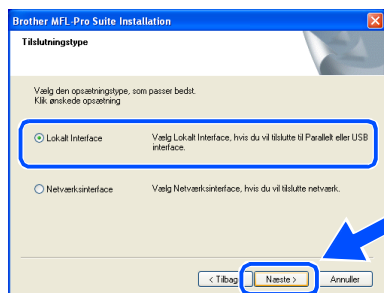 Brother MFL-Pro Suite Installation
Tilslutningstype
Vælg den opsætningstype, som passer bedst.
Klik ønskede opsætning
Lokalt Interface
Vælg Lokalt Interface, hvis du vil tilslutte til Parallelt eller USB
interface.
Netværksinterface
Vælg Netværksinterface, hvis du vil tilslutte netværk.
< Tilbage
Næste >
Annuller